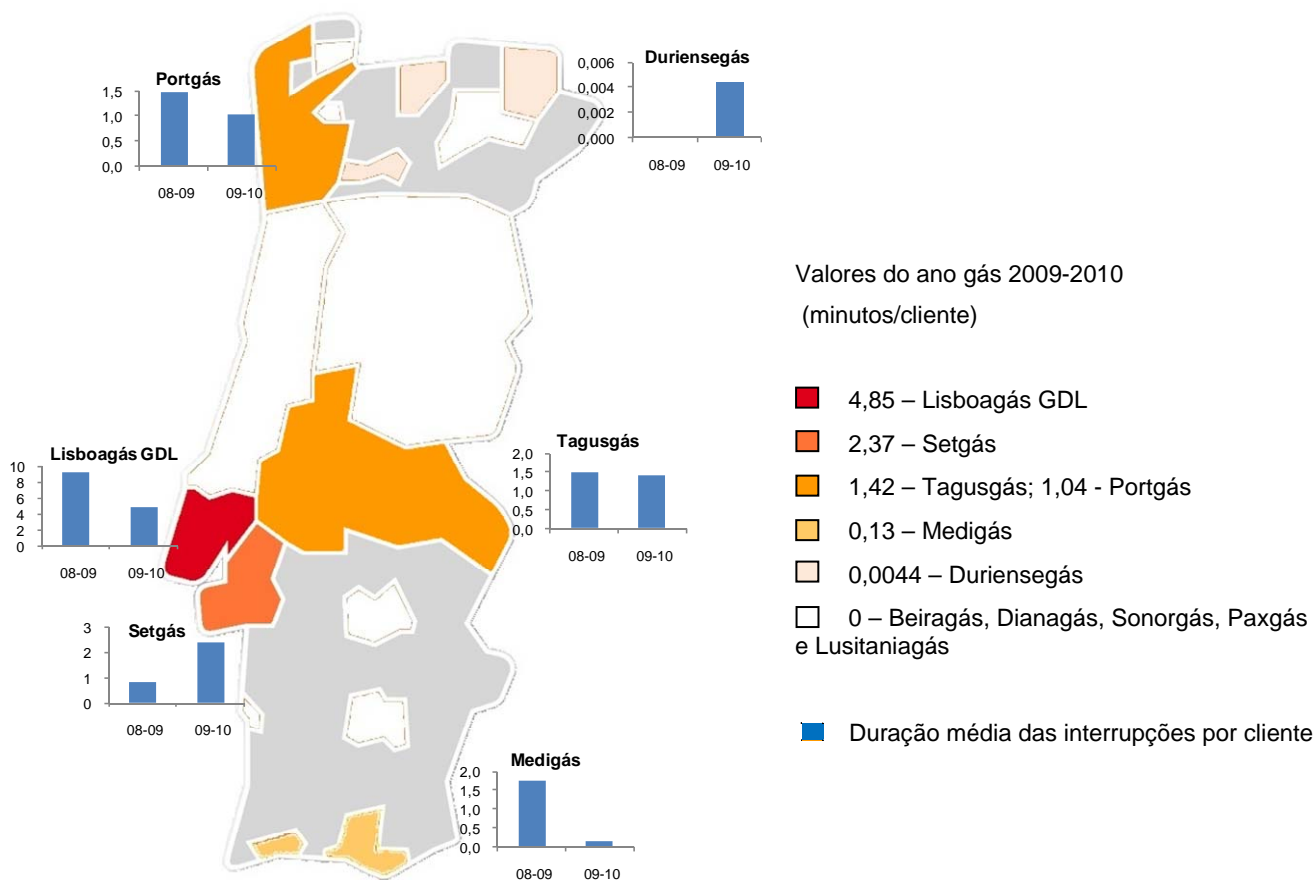 Portgás
1,5
1,0
0,5
0,0
08-09 09-10
Duriensegás
0,006
0,004
0,002
0,000
08-09 09-10
Valores do ano gás 2009-2010
(minutos/cliente)
4,85 – Lisboagás GDL
2,37 – Setgás
1,42 – Tagusgás; 1,04 - Portgás
0,13 – Medigás
0,0044 – Duriensegás
0 – Beiragás, Dianagás, Sonorgás, Paxgás
e Lusitaniagás
Duração média das interrupções por cliente
Lisboagás GDL
10
8
6
4
2
0
08-09 09-10
Tagusgás
2,0
1,5
1,0
0,5
0,0
08-09 09-10
Setgás
3
2
1
0
08-09 09-10
Medigás
2,0
1,5
1,0
0,5
0,0
08-09 09-10